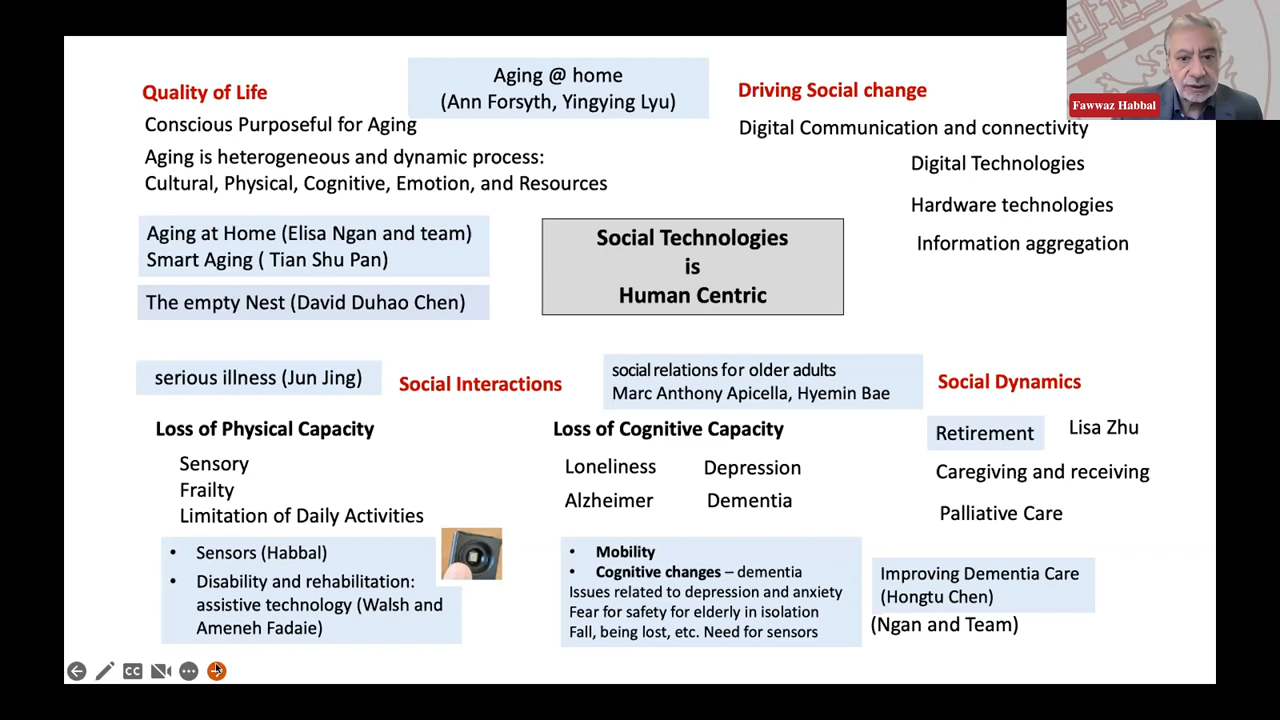 Aging @ home
(Ann Forsyth, Yingying Lyu)
Quality of Life
Conscious Purposeful for Aging
Aging is heterogeneous and dynamic process:
Cultural, Physical, Cognitive, Emotion, and Resources
Driving Social change
Digital Communication and connectivity
Digital Technologies
Hardware technologies
Information aggregation
Fawwaz Habbal
Aging at Home (Elisa Ngan and team)
Smart Aging ( Tian Shu Pan)
The empty Nest (David Duhao Chen)
Social Technologies
is
Human Centric
serious illness (Jun Jing)
Social Interactions
social relations for older adults
Marc Anthony Apicella, Hyemin Bae
Social Dynamics
Loss of Physical Capacity
Sensory
Frailty
Limitation of Daily Activities
• Sensors (Habbal)
• Disability and rehabilitation:
assistive technology (Walsh and
Ameneh Fadaie)
Loss of Cognitive Capacity
Loneliness Depression
Alzheimer Dementia
• Mobility
• Cognitive changes – dementia
Issues related to depression and anxiety
Fear for safety for elderly in isolation
Fall, being lost, etc. Need for sensors
Retirement Lisa Zhu
Caregiving and receiving
Palliative Care
Improving Dementia Care
(Hongtu Chen)
(Ngan and Team)
CC